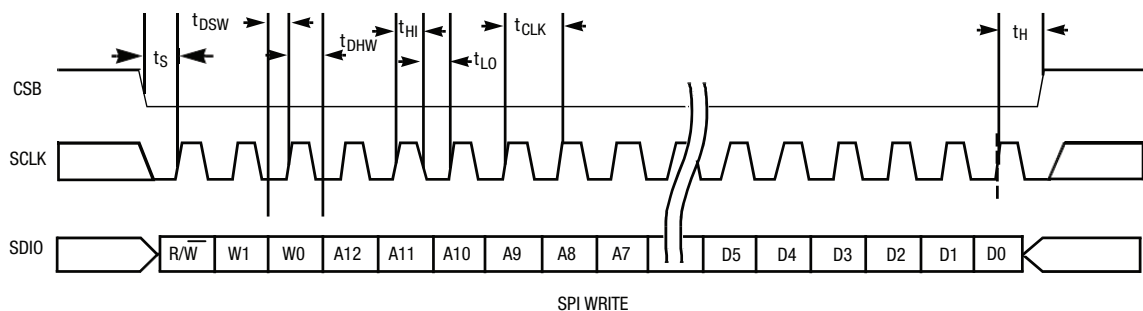 tDSW
tHI
tCLK
tH
tS
tDHW
tLO
CSB
SCLK
SDIO
R/W̅ W1 W0 A12 A11 A10 A9 A8 A7 D5 D4 D3 D2 D1 D0
SPI WRITE